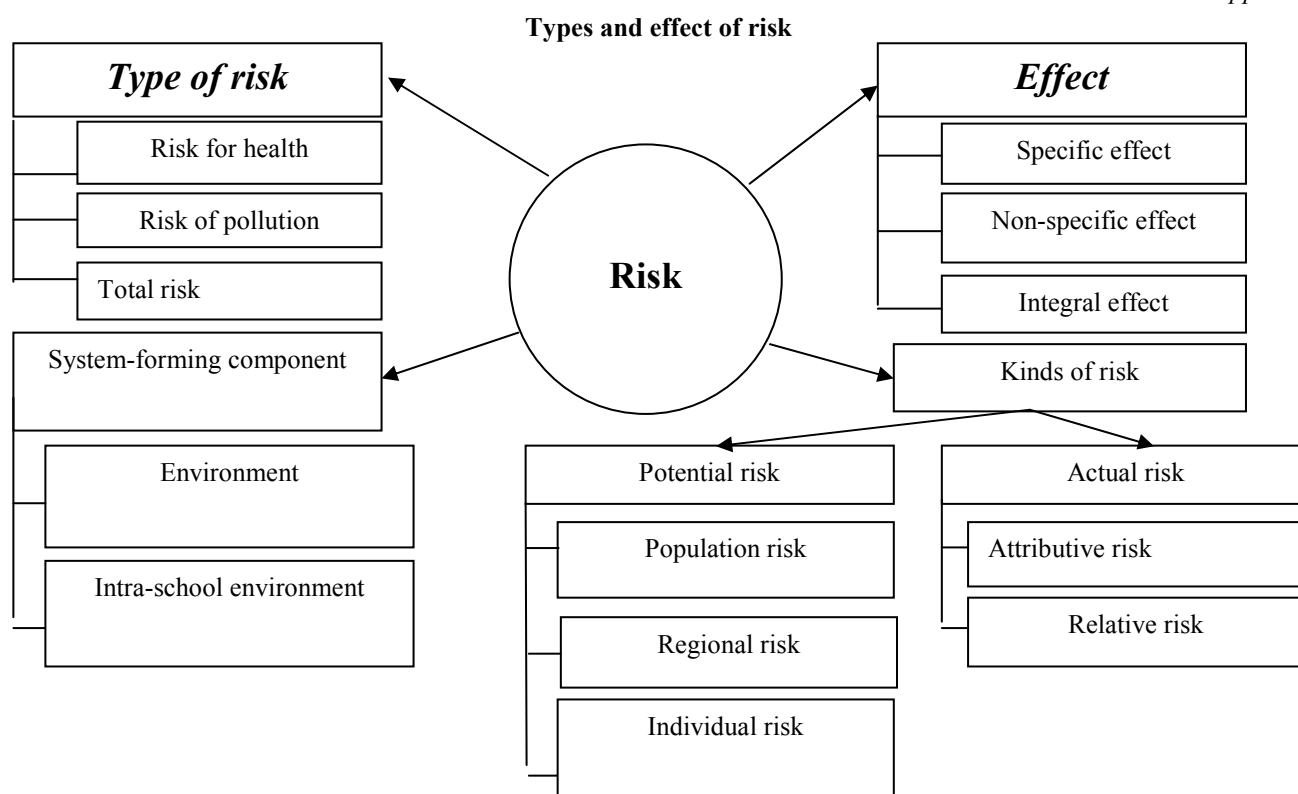 Types and effect of risk
Type of risk
Risk for health
Risk of pollution
Total risk
System-forming component
Environment
Intra-school environment
Risk
Effect
Specific effect
Non-specific effect
Integral effect
Kinds of risk
Potential risk
Population risk
Regional risk
Individual risk
Actual risk
Attributive risk
Relative risk